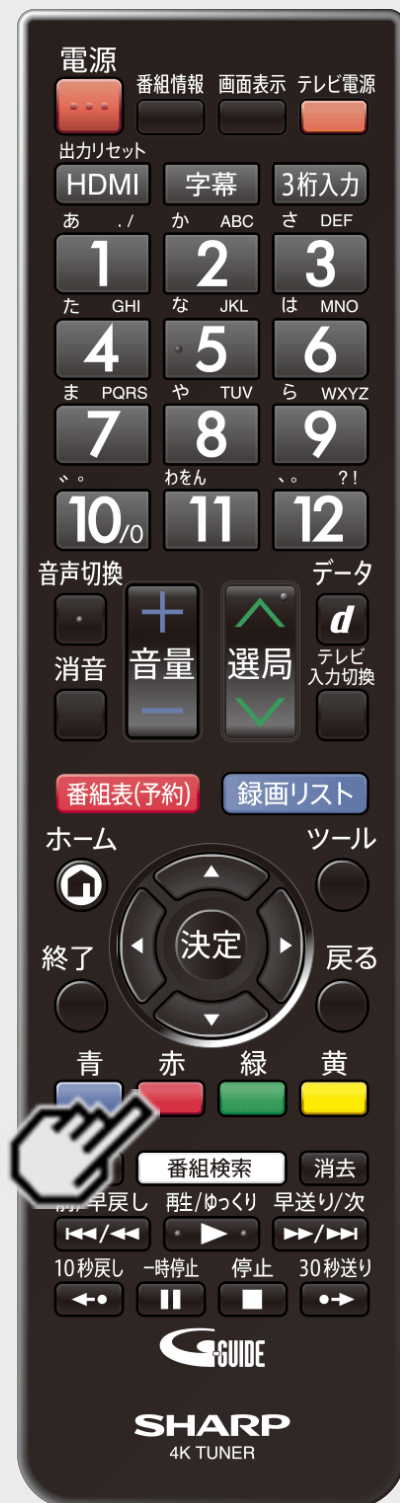 電源
番組情報 画面表示 テレビ電源
出力リセット
HDMI 字幕 3桁入力
あ ./ か ABC さ DEF
1 2 3
た GHI な JKL は MNO
4 5 6
ま PQRS や TUV ら WXYZ
7 8 9
゛゜ わをん 、。 ?!
10/0 11 12
音声切換 データ
＋ d
消音 音量 選局 テレビ
入力切換
－
番組表(予約) 録画リスト
ホーム ツール
決定
終了 戻る
青 赤 緑 黄
番組検索 消去
前/早戻し 再生/ゆっくり 早送り/次
10秒戻し 一時停止 停止 30秒送り
G-GUIDE
SHARP
4K TUNER